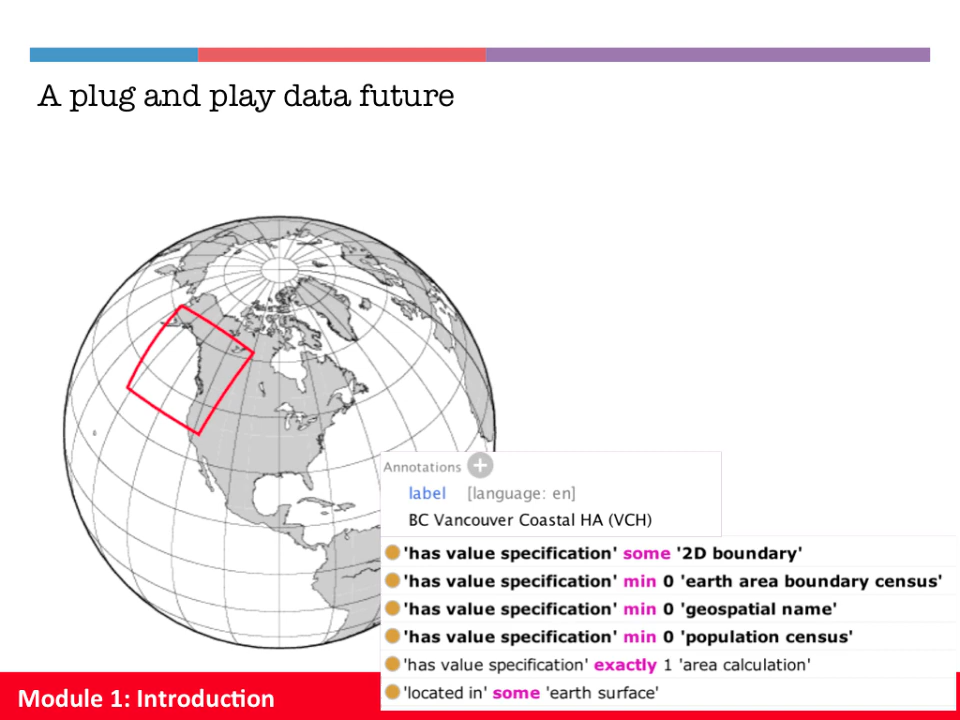 A plug and play data future
Annotations +
label [language: en]
BC Vancouver Coastal HA (VCH)
'has value specification' some '2D boundary'
'has value specification' min 0 'earth area boundary census'
'has value specification' min 0 'geospatial name'
'has value specification' min 0 'population census'
'has value specification' exactly 1 'area calculation'
'located in' some 'earth surface'
Module 1: Introduction